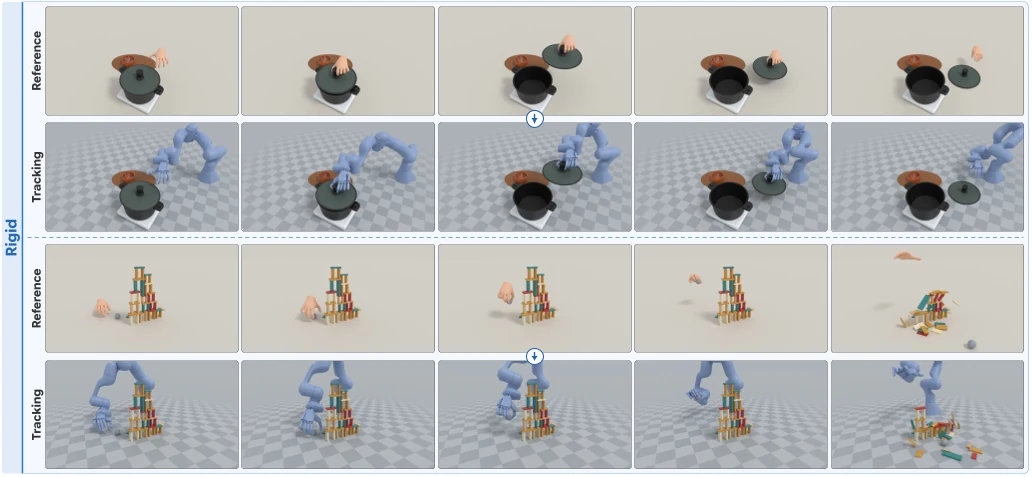 Rigid
Reference
Tracking
Reference
Tracking